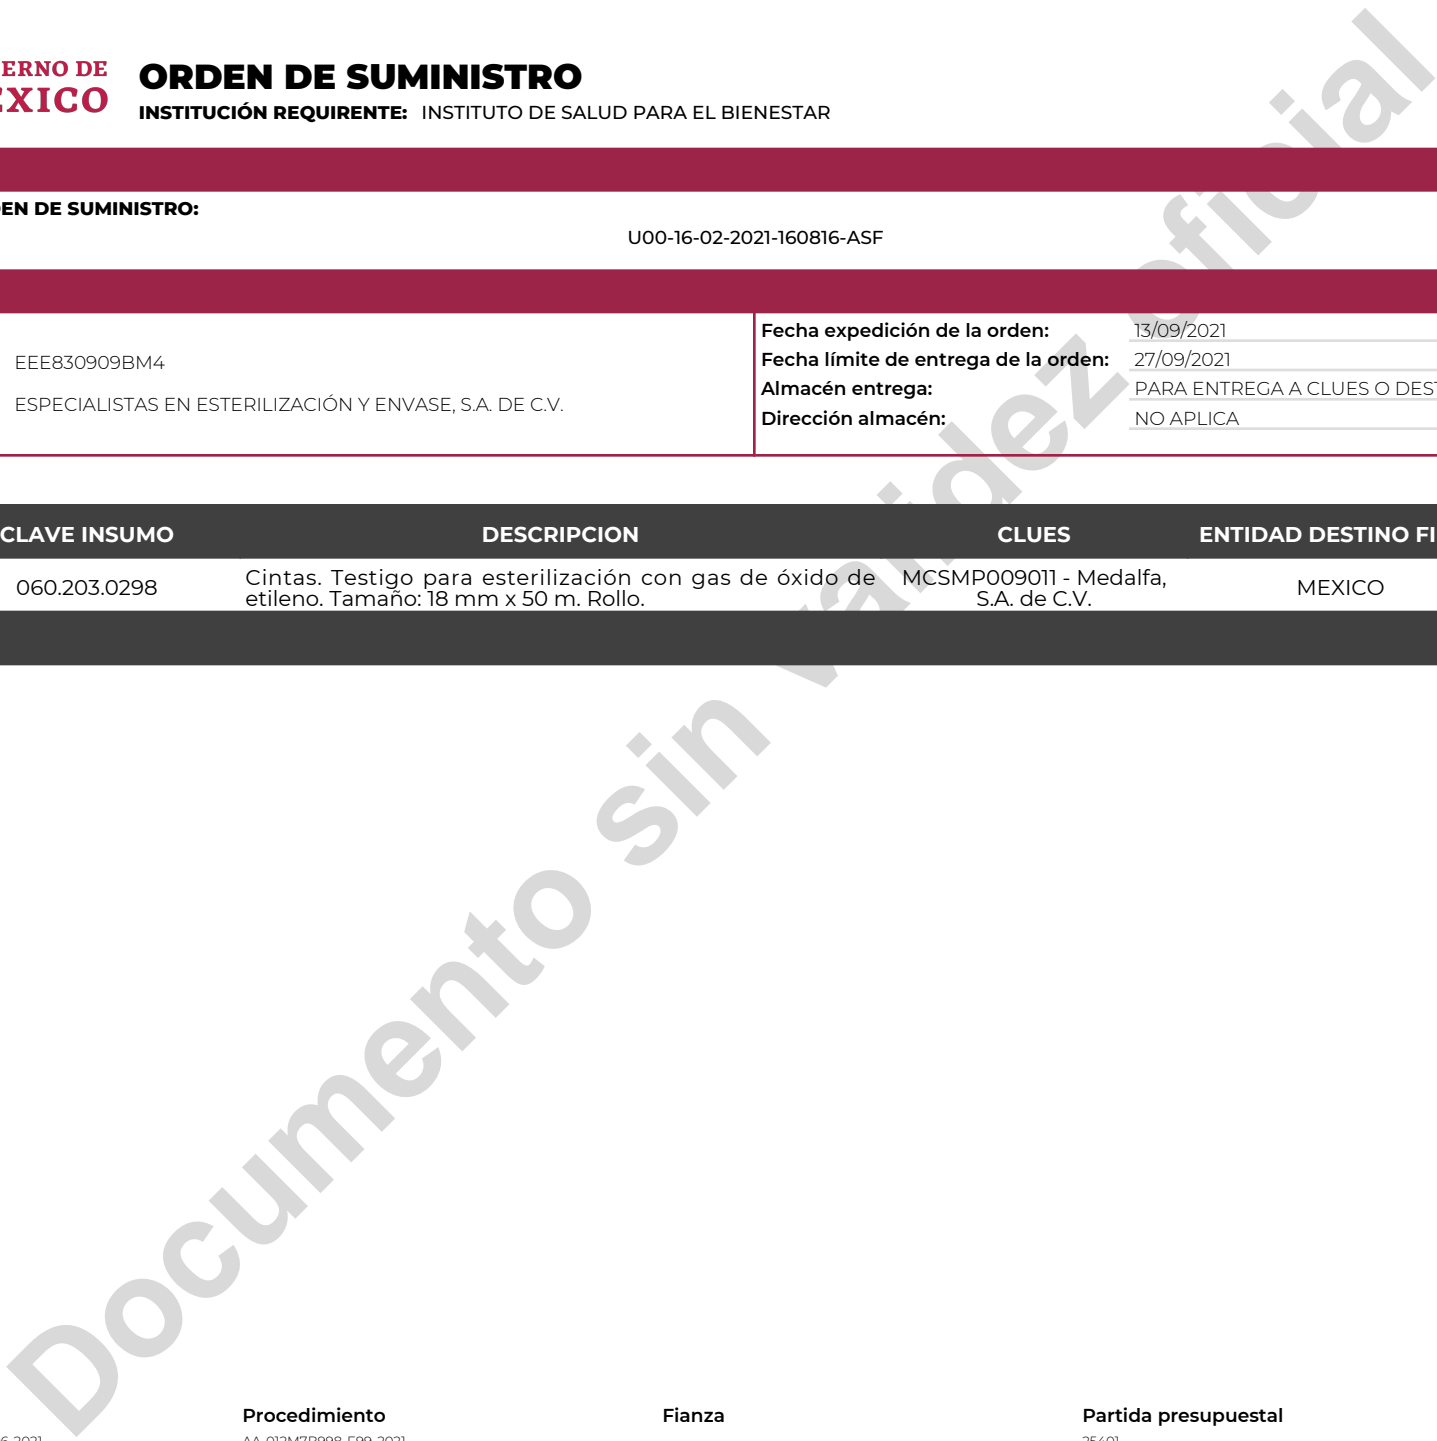 ERNO DE
ORDEN DE SUMINISTRO
INSTITUCIÓN REQUIRENTE: INSTITUTO DE SALUD PARA EL BIENESTAR
EN DE SUMINISTRO:
U00-16-02-2021-160816-ASF
EEE830909BM4
ESPECIALISTAS EN ESTERILIZACIÓN Y ENVASE, S.A. DE C.V.
Fecha expedición de la orden: 13/09/2021
Fecha límite de entrega de la orden: 27/09/2021
Almacén entrega: PARA ENTREGA A CLUES O DEST
Dirección almacén: NO APLICA
CLAVE INSUMO DESCRIPCION CLUES ENTIDAD DESTINO FI
060.203.0298
Cintas. Testigo para esterilización con gas de óxido de
etileno. Tamaño: 18 mm x 50 m. Rollo.
MCSMP009011 - Medalfa,
S.A. de C.V.
MEXICO
Documento sin validez oficial
Procedimiento Fianza Partida presupuestal